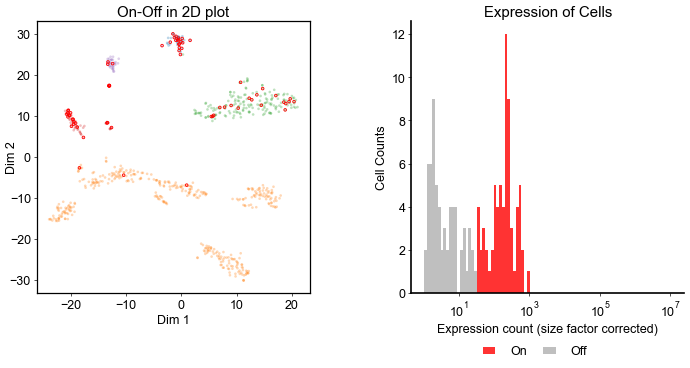 On-Off in 2D plot
30
20
10
0
−10
−20
−30
Dim 2
−20 −10 0 10 20
Dim 1
Expression of Cells
12
10
8
6
4
2
0
Cell Counts
10^1 10^3 10^5 10^7
Expression count (size factor corrected)
On Off